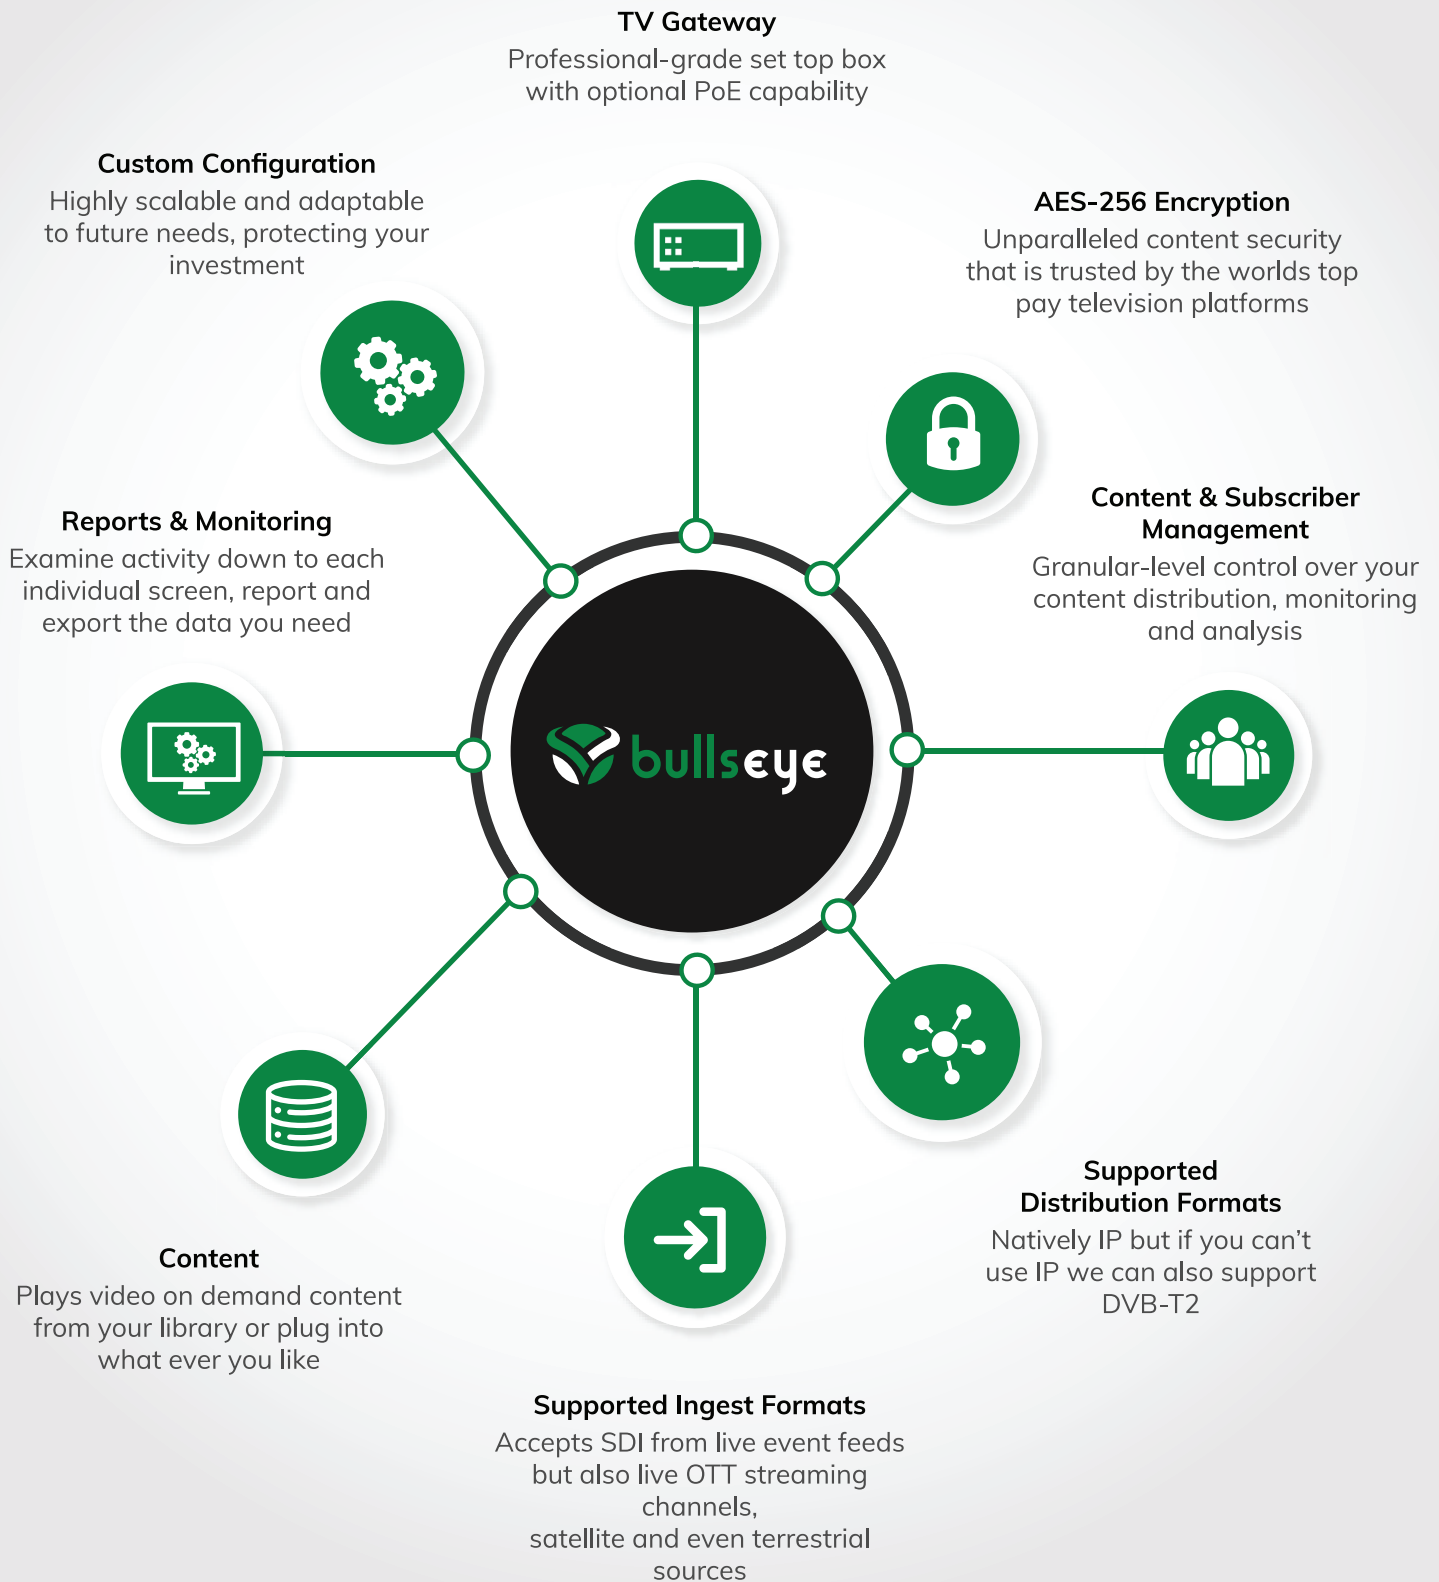 TV Gateway
Professional-grade set top box
with optional PoE capability
Custom Configuration
Highly scalable and adaptable
to future needs, protecting your
investment
AES-256 Encryption
Unparalleled content security
that is trusted by the worlds top
pay television platforms
Reports & Monitoring
Examine activity down to each
individual screen, report and
export the data you need
Content & Subscriber
Management
Granular-level control over your
content distribution, monitoring
and analysis
bullseye
Content
Plays video on demand content
from your library or plug into
what ever you like
Supported
Distribution Formats
Natively IP but if you can't
use IP we can also support
DVB-T2
Supported Ingest Formats
Accepts SDI from live event feeds
but also live OTT streaming
channels,
satellite and even terrestrial
sources